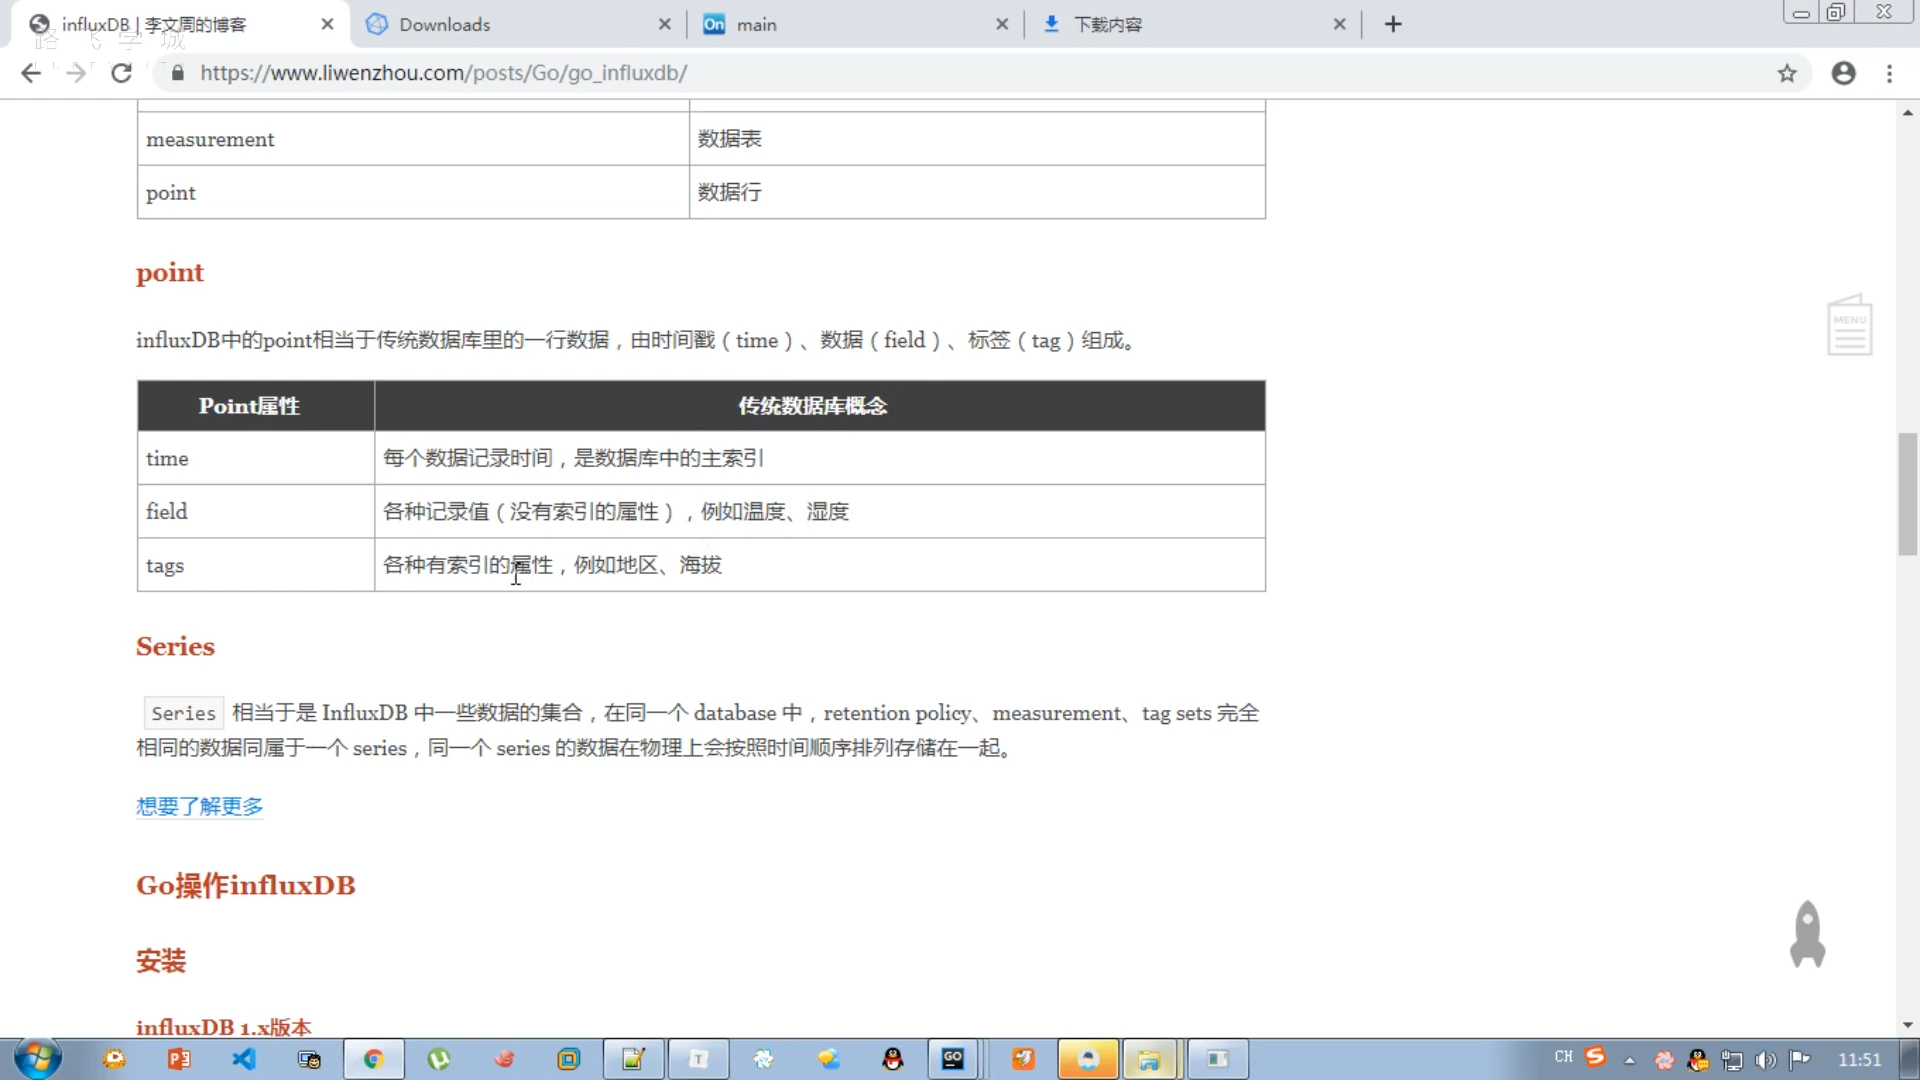 influxDB | 李文周的博客
Downloads
On main
下载内容
路飞学城
https://www.liwenzhou.com/posts/Go/go_influxdb/
measurement 数据表
point 数据行
point
MENU
influxDB中的point相当于传统数据库里的一行数据，由时间戳（time）、数据（field）、标签（tag）组成。
Point属性 传统数据库概念
time 每个数据记录时间，是数据库中的主索引
field 各种记录值（没有索引的属性），例如温度、湿度
tags 各种有索引的属性，例如地区、海拔
Series
Series 相当于是 InfluxDB 中一些数据的集合，在同一个 database 中，retention policy、measurement、tag sets 完全
相同的数据同属于一个 series，同一个 series 的数据在物理上会按照时间顺序排列存储在一起。
想要了解更多
Go操作influxDB
安装
influxDB 1.x版本
CH
11:51